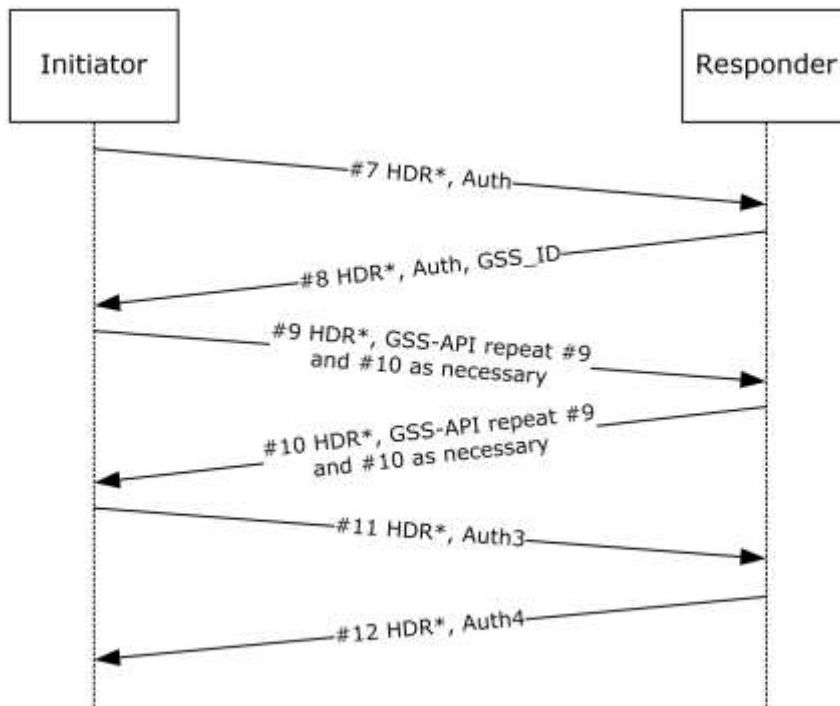 Initiator
Responder
#7 HDR*, Auth
#8 HDR*, Auth, GSS_ID
#9 HDR*, GSS-API repeat #9
and #10 as necessary
#10 HDR*, GSS-API repeat #9
and #10 as necessary
#11 HDR*, Auth3
#12 HDR*, Auth4